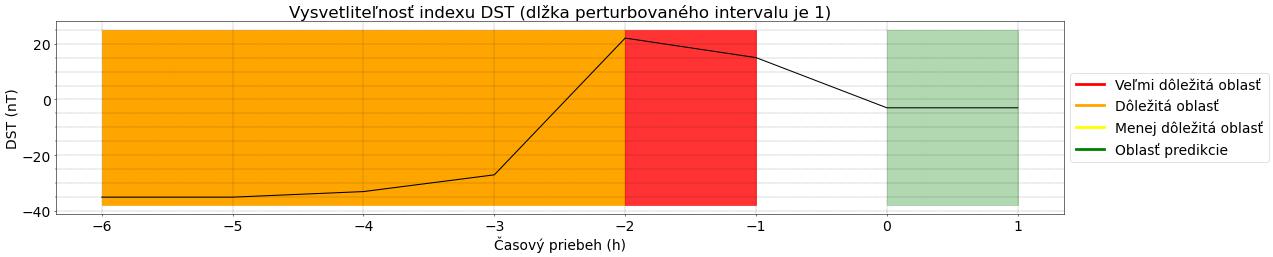 Vysvetliteľnosť indexu DST (dĺžka perturbovaného intervalu je 1)
DST (nT)
20
0
−20
−40
−6 −5 −4 −3 −2 −1 0 1
Časový priebeh (h)
Veľmi dôležitá oblasť
Dôležitá oblasť
Menej dôležitá oblasť
Oblasť predikcie